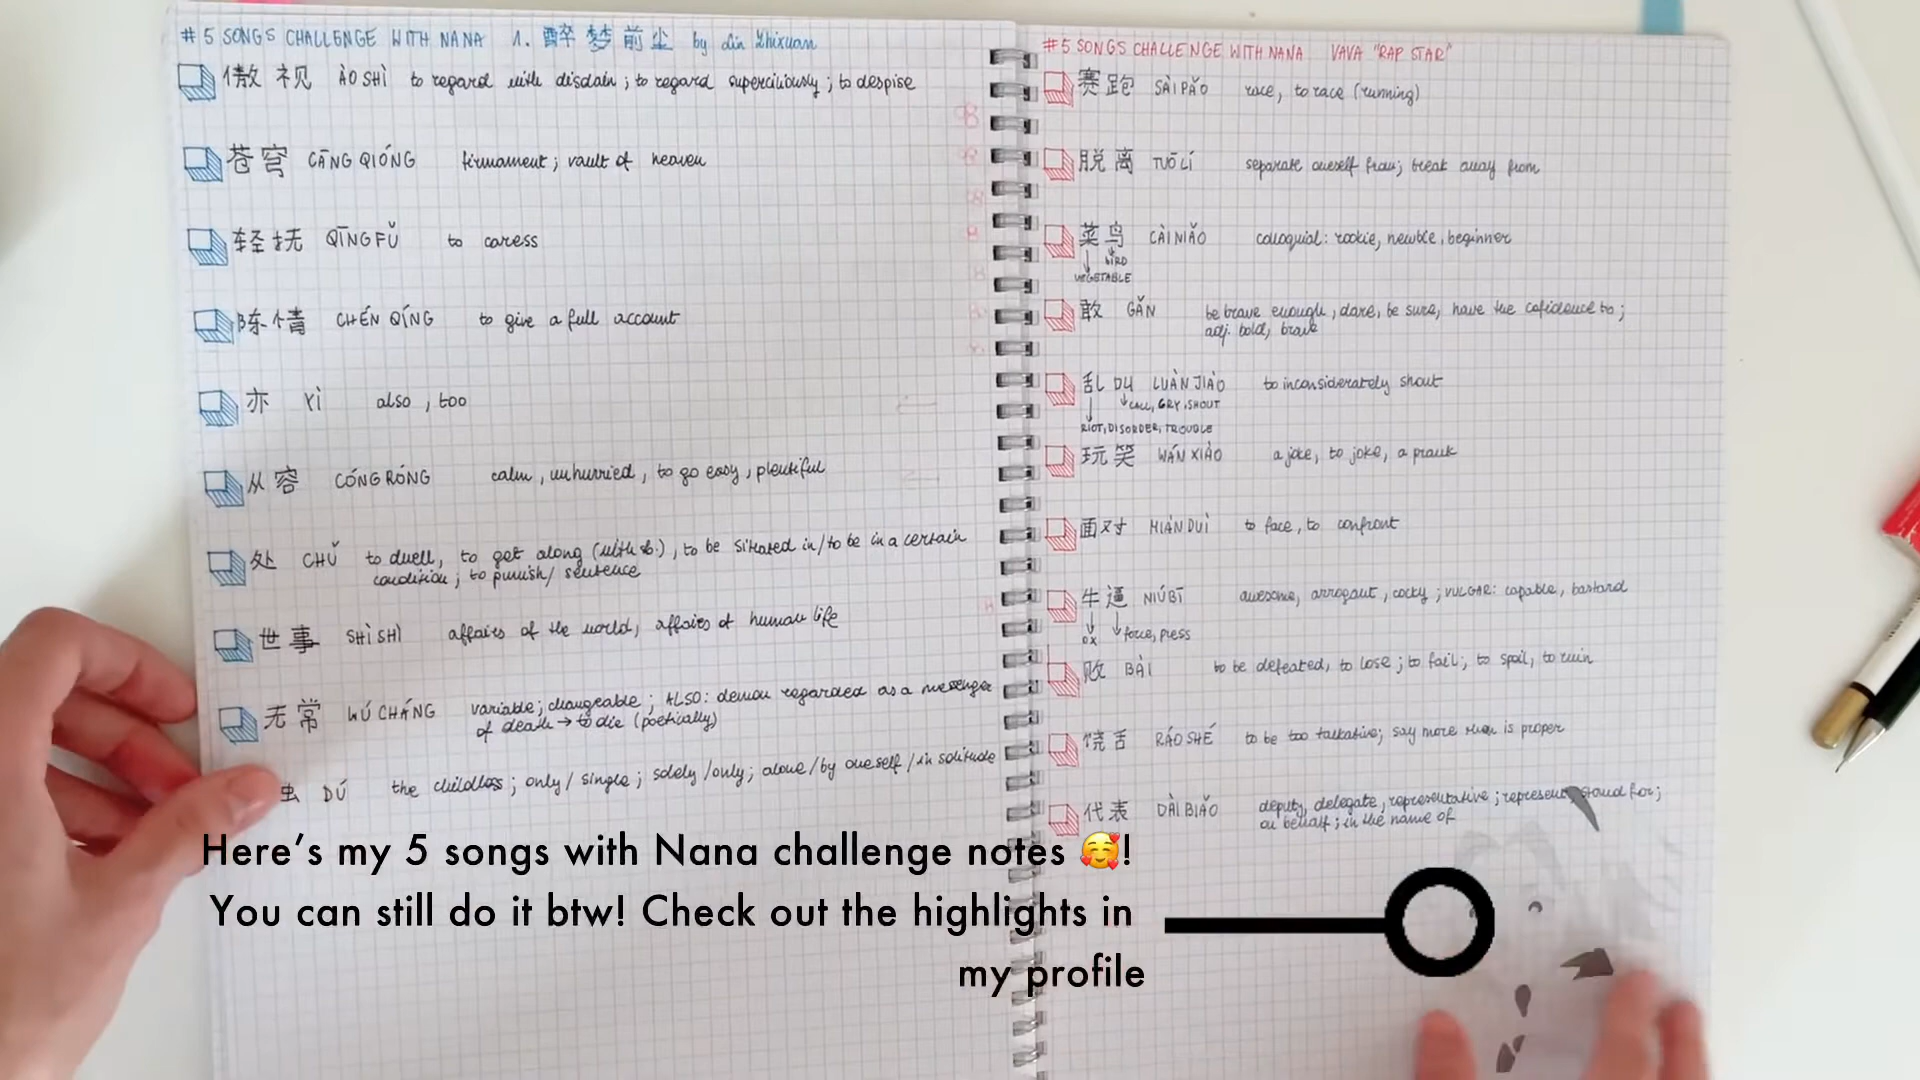 # 5 SONGS CHALLENGE WITH NANA 1. 醉梦前尘 by Lin Zhixuan
傲视 ÀO SHÌ to regard with disdain ; to regard superciliously ; to despise
苍穹 CĀNG QIÓNG firmament ; vault of heaven
轻抚 QĪNG FǓ to caress
陈情 CHÉN QÍNG to give a full account
亦 YÌ also , too
从容 CÓNG RÓNG calm , unhurried , to go easy , plentiful
处 CHǓ to dwell, to get along (with sb.) , to be situated in/to be in a certain
condition ; to punish/ sentence
世事 SHÌ SHÌ affairs of the world, affairs of human life
无常 WÚ CHÁNG variable ; changeable ; ALSO: demon regarded as a messenger
of death → to die (poetically)
虫 DÚ the childless ; only/ single ; solely /only ; alone /by oneself /in solitude
# 5 SONGS CHALLENGE WITH NANA VAVA "RAP STAR"
赛跑 SÀI PǍO race, to race (running)
脱离 TUŌ LÍ separate oneself from; break away from
菜鸟 CÀI NIǍO colloquial: rookie, newbie, beginner
↓ ↓ BIRD
VEGETABLE
敢 GǍN be brave enough , dare, be sure, have the cofidence to ;
adj. bold, brave
乱叫 LUÀN JIÀO to inconsiderately shout
↓ CALL, CRY, SHOUT
RIOT, DISORDER, TROUBLE
玩笑 WÁN XIÀO a joke, to joke, a prank
面对 MIÀN DUÌ to face, to confront
牛逼 NIÚ BĪ awesome, arrogant , cocky ; VULGAR: capable, bastard
↓ ↓ force, press
OX
败 BÀI to be defeated, to lose ; to fail ; to spoil, to ruin
饶舌 RÁO SHÉ to be too talkative; say more than is proper
代表 DÀI BIǍO deputy, delegate, representative ; represent, stand for ;
on behalf ; in the name of
Here's my 5 songs with Nana challenge notes 🥰!
You can still do it btw! Check out the highlights in
my profile